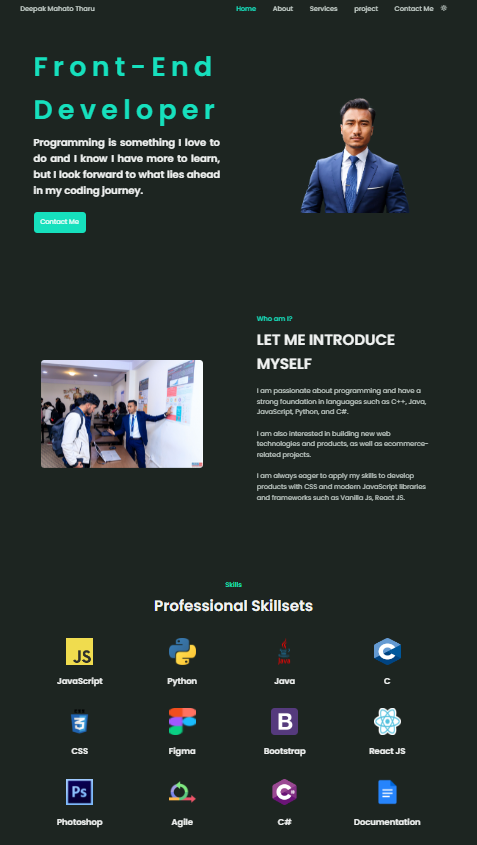 Deepak Mahato Tharu
Home About Services project Contact Me
Front-End
Developer
Programming is something I love to
do and I know I have more to learn,
but I look forward to what lies ahead
in my coding journey.
Contact Me
Who am I?
LET ME INTRODUCE
MYSELF
I am passionate about programming and have a
strong foundation in languages such as C++, Java,
JavaScript, Python, and C#.
I am also interested in building new web
technologies and products, as well as ecommerce-
related projects.
I am always eager to apply my skills to develop
products with CSS and modern JavaScript libraries
and frameworks such as Vanilla Js, React JS.
Skills
Professional Skillsets
JS
Java
C
JavaScript Python Java C
3
B
CSS Figma Bootstrap React JS
Ps
C#
Photoshop Agile C# Documentation